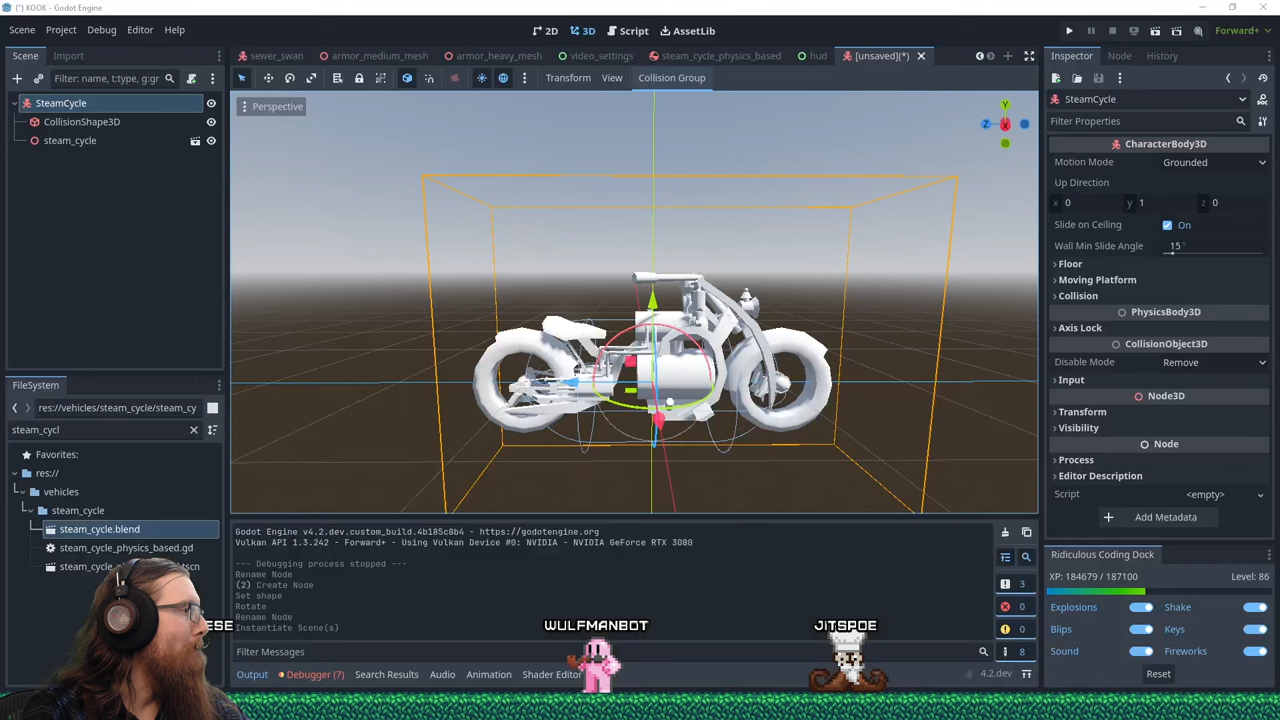 (*) KOOK - Godot Engine
Scene Project Debug Editor Help
2D 3D Script AssetLib
Forward+
Scene Import
Filter: name, t:type, g:gr
SteamCycle
CollisionShape3D
steam_cycle
sewer_swan armor_medium_mesh armor_heavy_mesh video_settings steam_cycle_physics_based hud [unsaved](*)
Transform View Collision Group
Perspective
Y
Z
X
FileSystem
res://vehicles/steam_cycle/steam_cy
steam_cycl
Favorites:
res://
vehicles
steam_cycle
steam_cycle.blend
steam_cycle_physics_based.gd
steam_cycle
.tscn
Godot Engine v4.2.dev.custom_build.4b185c8b4 - https://godotengine.org
Vulkan API 1.3.242 - Forward+ - Using Vulkan Device #0: NVIDIA - NVIDIA GeForce RTX 3080
--- Debugging process stopped ---
Rename Node
(2) Create Node
Set shape
Rotate
Rename Node
Instantiate Scene(s)
3
0
0
8
Filter Messages
Output Debugger (7) Search Results Audio Animation Shader Editor 4.2.dev
ESE
WULFMANBOT
JITSPOE
Inspector Node History
SteamCycle
Filter Properties
CharacterBody3D
Motion Mode Grounded
Up Direction
x 0 y 1 z 0
Slide on Ceiling On
Wall Min Slide Angle 15 °
Floor
Moving Platform
Collision
PhysicsBody3D
Axis Lock
CollisionObject3D
Disable Mode Remove
Input
Node3D
Transform
Visibility
Node
Process
Editor Description
Script <empty>
Add Metadata
Ridiculous Coding Dock
XP: 184679 / 187100 Level: 86
Explosions Shake
Blips Keys
Sound Fireworks
Reset